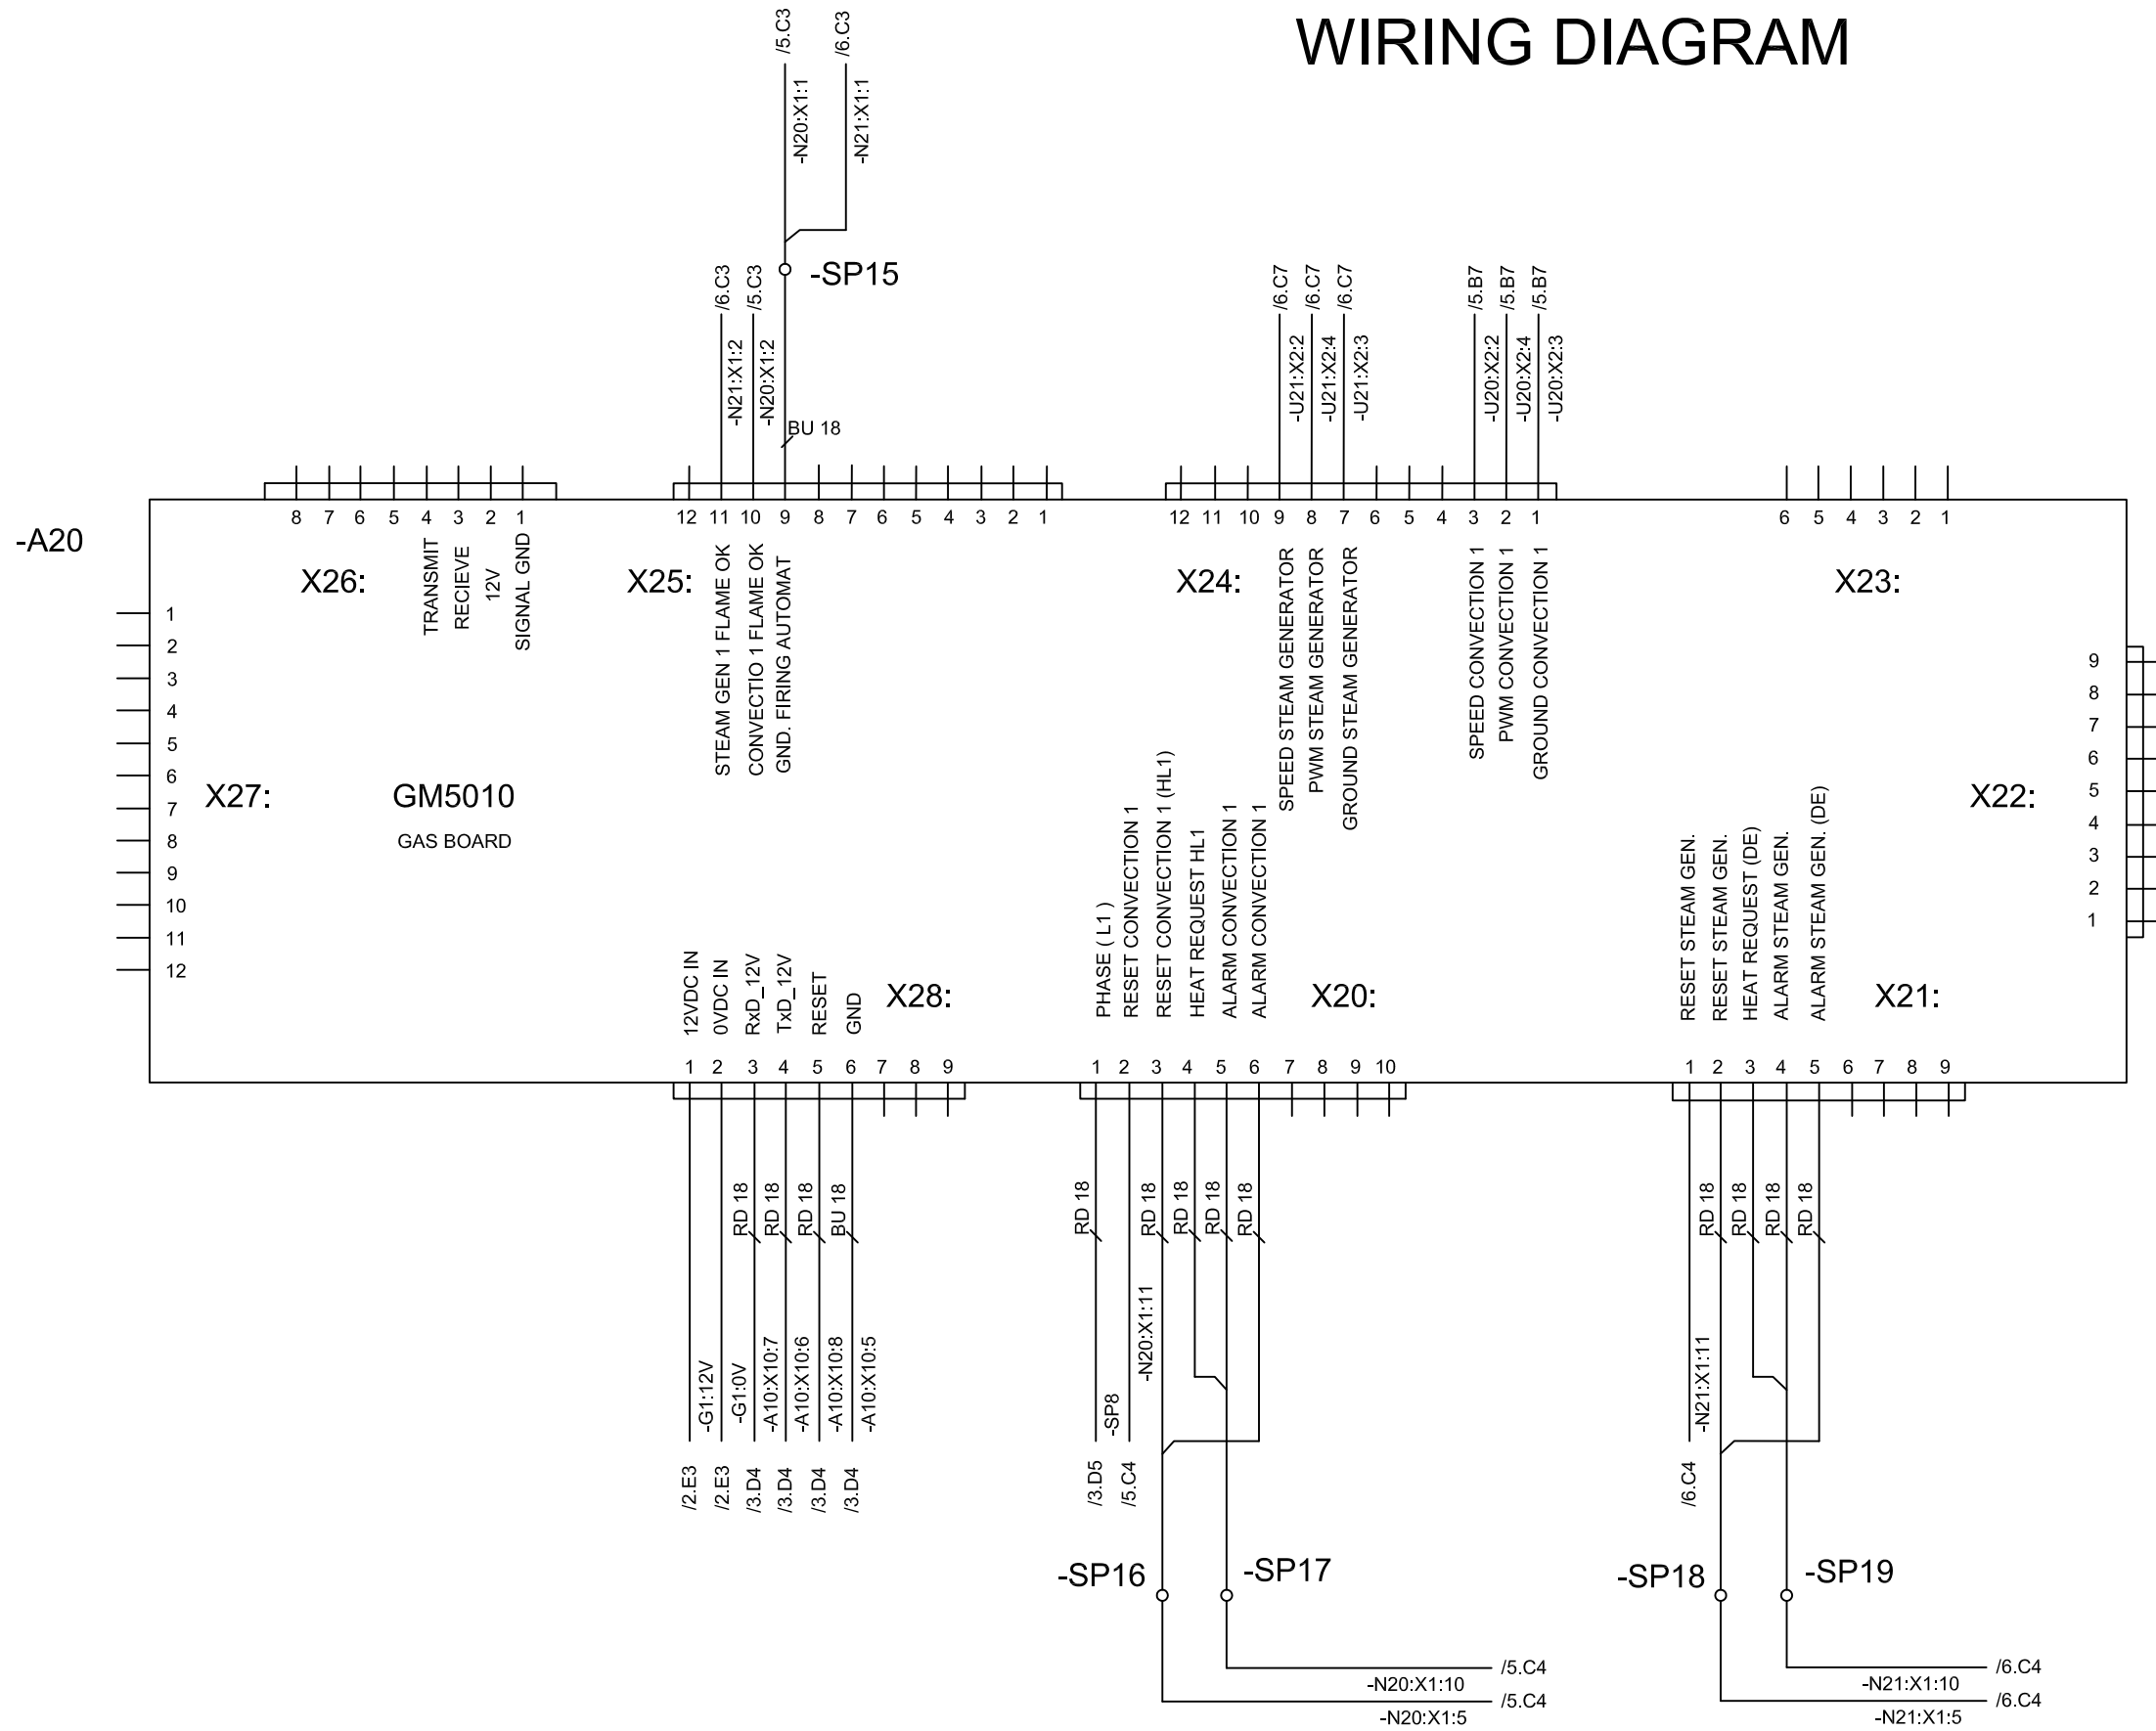 WIRING DIAGRAM
/5.C3
/6.C3
-N20:X1:1
-N21:X1:1
-SP15
/6.C3
/5.C3
-N21:X1:2
-N20:X1:2
BU 18
/6.C7
/6.C7
/6.C7
-U21:X2:2
-U21:X2:4
-U21:X2:3
/5.B7
/5.B7
/5.B7
-U20:X2:2
-U20:X2:4
-U20:X2:3
-A20
8 7 6 5 4 3 2 1
X26:
TRANSMIT
RECIEVE
12V
SIGNAL GND
12 11 10 9 8 7 6 5 4 3 2 1
X25:
STEAM GEN 1 FLAME OK
CONVECTIO 1 FLAME OK
GND. FIRING AUTOMAT
12 11 10 9 8 7 6 5 4 3 2 1
X24:
SPEED STEAM GENERATOR
PWM STEAM GENERATOR
GROUND STEAM GENERATOR
SPEED CONVECTION 1
PWM CONVECTION 1
GROUND CONVECTION 1
6 5 4 3 2 1
X23:
1
2
3
4
5
6
7
8
9
10
11
12
X27:
GM5010
GAS BOARD
9
8
7
6
5
4
3
2
1
X22:
12VDC IN
0VDC IN
RxD_12V
TxD_12V
RESET
GND
X28:
1 2 3 4 5 6 7 8 9
PHASE ( L1 )
RESET CONVECTION 1
RESET CONVECTION 1 (HL1)
HEAT REQUEST HL1
ALARM CONVECTION 1
ALARM CONVECTION 1
X20:
1 2 3 4 5 6 7 8 9 10
RESET STEAM GEN.
RESET STEAM GEN.
HEAT REQUEST (DE)
ALARM STEAM GEN.
ALARM STEAM GEN. (DE)
X21:
1 2 3 4 5 6 7 8 9
RD 18
RD 18
RD 18
BU 18
-G1:12V
-G1:0V
-A10:X10:7
-A10:X10:6
-A10:X10:8
-A10:X10:5
/2.E3
/2.E3
/3.D4
/3.D4
/3.D4
/3.D4
RD 18
RD 18
RD 18
RD 18
RD 18
-SP8
-N20:X1:11
/3.D5
/5.C4
-SP16
-SP17
/5.C4
-N20:X1:10
/5.C4
-N20:X1:5
RD 18
RD 18
RD 18
RD 18
-N21:X1:11
/6.C4
-SP18
-SP19
/6.C4
-N21:X1:10
/6.C4
-N21:X1:5